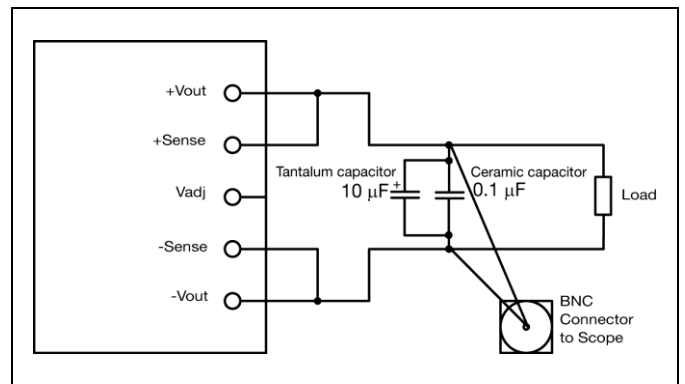 +Vout
+Sense
Vadj
-Sense
-Vout
Tantalum capacitor
10 μF
+
Ceramic capacitor
0.1 μF
Load
BNC
Connector
to Scope